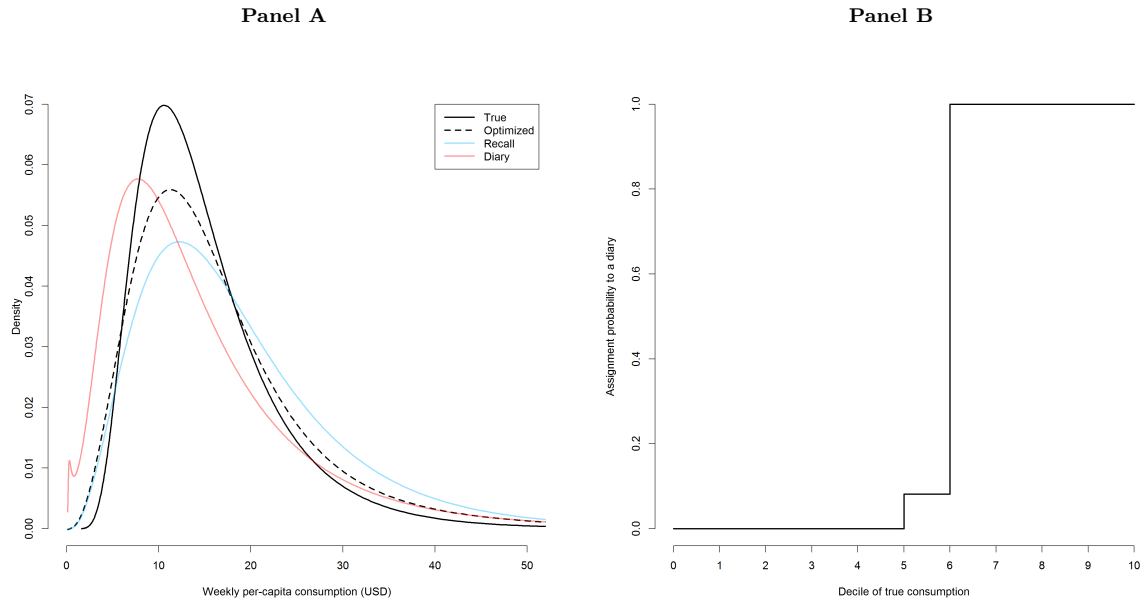 Panel A
Density
0.00 0.01 0.02 0.03 0.04 0.05 0.06 0.07
True
Optimized
Recall
Diary
0 10 20 30 40 50
Weekly per-capita consumption (USD)
Panel B
Assignment probability to a diary
0.0 0.2 0.4 0.6 0.8 1.0
0 1 2 3 4 5 6 7 8 9 10
Decile of true consumption